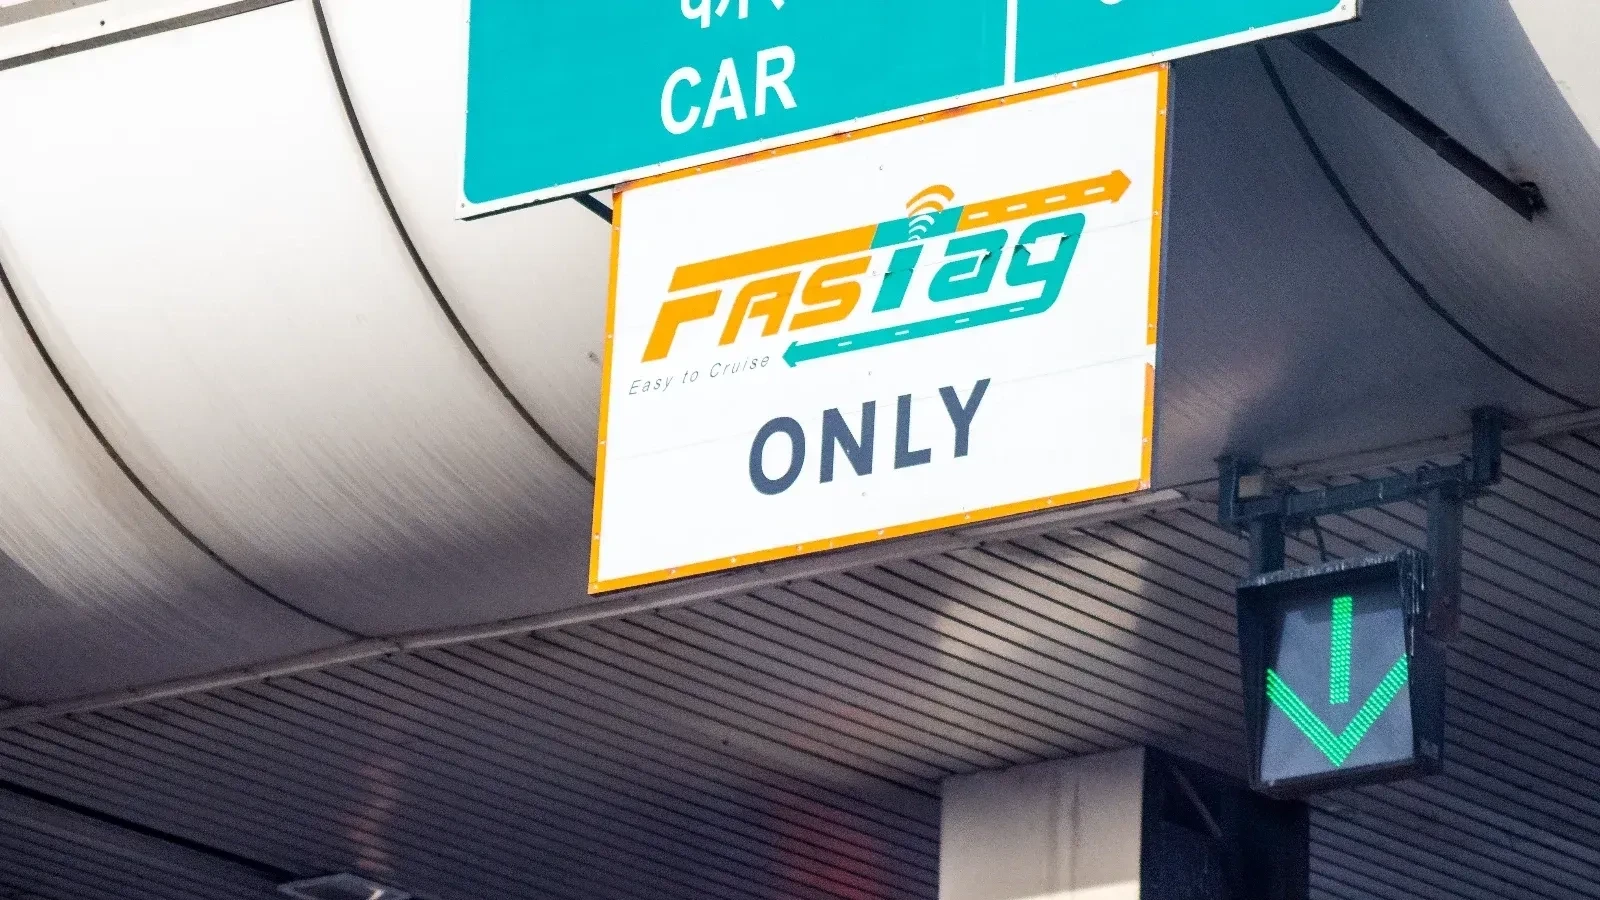 CAR
FASTag
Easy to Cruise
ONLY